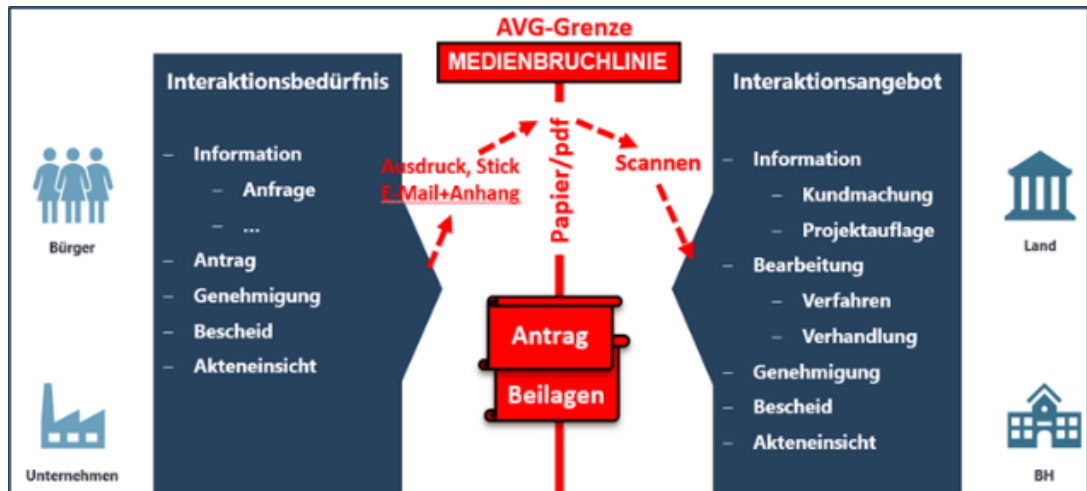 AVG-Grenze
MEDIENBRUCHLINIE
Interaktionsbedürfnis
– Information
– Anfrage
– ...
– Antrag
– Genehmigung
– Bescheid
– Akteneinsicht
Bürger
Unternehmen
Ausdruck, Stick
E-Mail+Anhang
Papier/pdf
Scannen
Antrag
Beilagen
Interaktionsangebot
– Information
– Kundmachung
– Projektauflage
– Bearbeitung
– Verfahren
– Verhandlung
– Genehmigung
– Bescheid
– Akteneinsicht
Land
BH